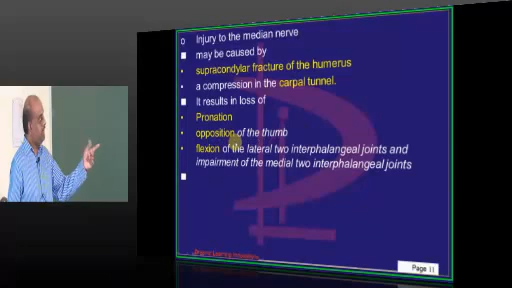 Injury to the median nerve
may be caused by
supracondylar fracture of the humerus
a compression in the carpal tunnel.
It results in loss of
Pronation
opposition of the thumb
flexion of the lateral two interphalangeal joints and
impairment of the medial two interphalangeal joints
Page 11